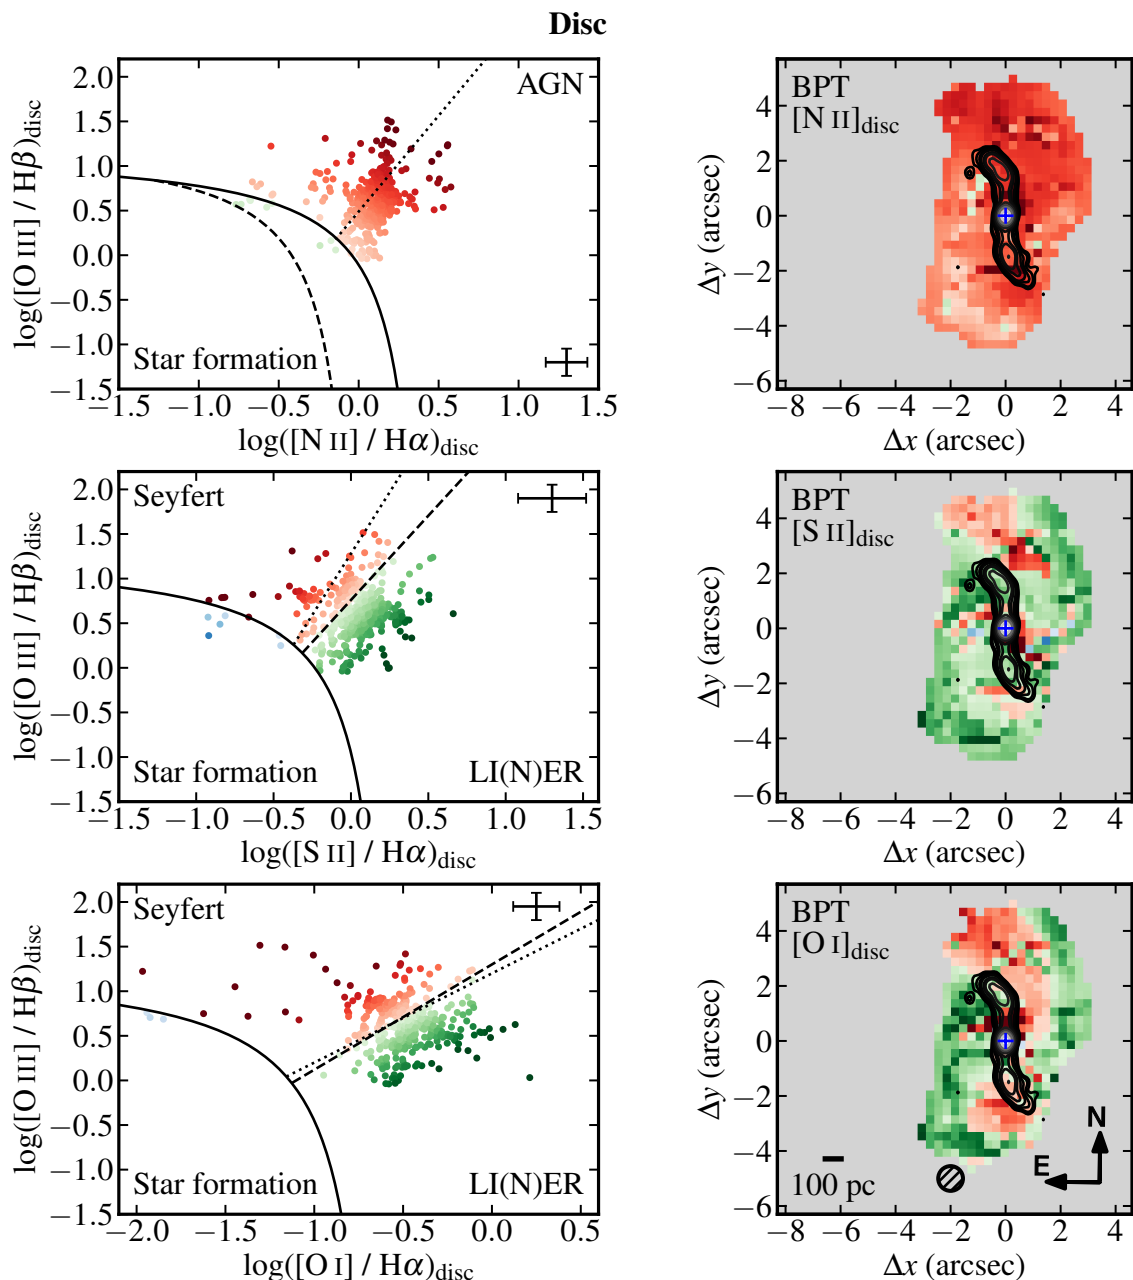 Disc
AGN
Star formation
2.0
1.5
1.0
0.5
0.0
−0.5
−1.0
−1.5
−1.5 −1.0 −0.5 0.0 0.5 1.0 1.5
log([O III] / Hβ)disc
log([N II] / Hα)disc
BPT
[N II]disc
4
2
0
−2
−4
−6
−8 −6 −4 −2 0 2 4
Δy (arcsec)
Δx (arcsec)
Seyfert
Star formation
LI(N)ER
2.0
1.5
1.0
0.5
0.0
−0.5
−1.0
−1.5
−1.5 −1.0 −0.5 0.0 0.5 1.0 1.5
log([O III] / Hβ)disc
log([S II] / Hα)disc
BPT
[S II]disc
4
2
0
−2
−4
−6
−8 −6 −4 −2 0 2 4
Δy (arcsec)
Δx (arcsec)
Seyfert
Star formation
LI(N)ER
2.0
1.5
1.0
0.5
0.0
−0.5
−1.0
−1.5
−2.0 −1.5 −1.0 −0.5 0.0 0.5
log([O III] / Hβ)disc
log([O I] / Hα)disc
BPT
[O I]disc
N
E
100 pc
4
2
0
−2
−4
−6
−8 −6 −4 −2 0 2 4
Δy (arcsec)
Δx (arcsec)